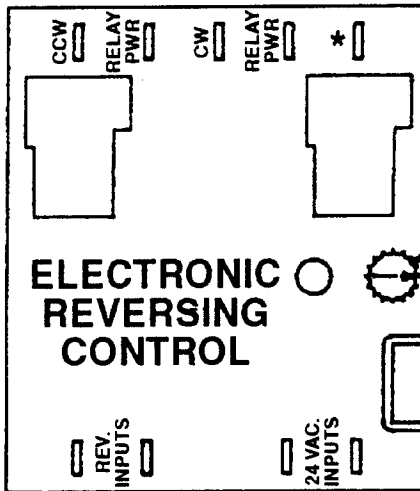 CCW
RELAY
PWR
CW
RELAY
PWR
*
ELECTRONIC
REVERSING
CONTROL
REV.
INPUTS
24 VAC.
INPUTS